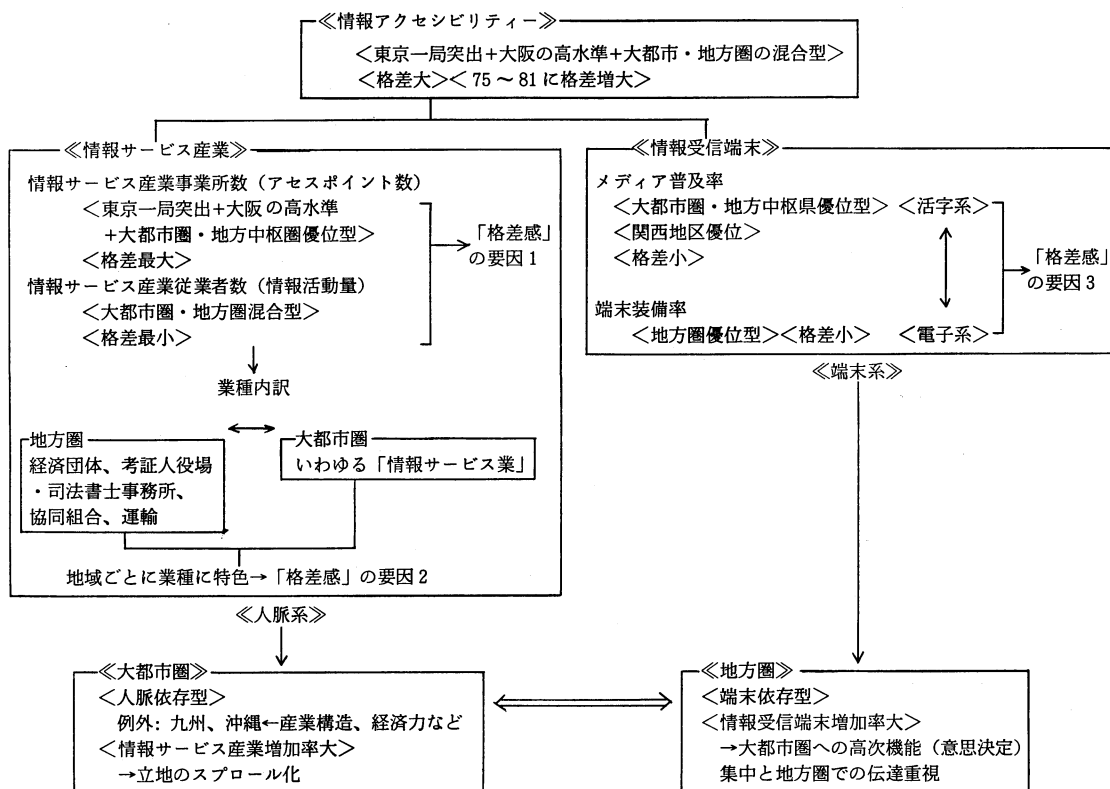 ≪情報アクセシビリティー≫
<東京一局突出+大阪の高水準+大都市・地方圏の混合型>
<格差大><75～81に格差増大>
≪情報サービス産業≫
情報サービス産業事業所数（アセスポイント数）
<東京一局突出+大阪の高水準
+大都市圏・地方中枢圏優位型>
<格差最大>
情報サービス産業従業者数（情報活動量）
<大都市圏・地方圏混合型>
<格差最小>
「格差感」
の要因1
業種内訳
地方圏
経済団体、考証人役場
・司法書士事務所、
協同組合、運輸
大都市圏
いわゆる「情報サービス業」
地域ごとに業種に特色→「格差感」の要因2
≪人脈系≫
≪情報受信端末≫
メディア普及率
<大都市圏・地方中枢県優位型>
<関西地区優位>
<格差小>
<活字系>
端末装備率
<地方圏優位型><格差小>
<電子系>
「格差感」
の要因3
≪端末系≫
≪大都市圏≫
<人脈依存型>
例外: 九州、沖縄←産業構造、経済力など
<情報サービス産業増加率大>
→立地のスプロール化
≪地方圏≫
<端末依存型>
<情報受信端末増加率大>
→大都市圏への高次機能（意思決定）
集中と地方圏での伝達重視